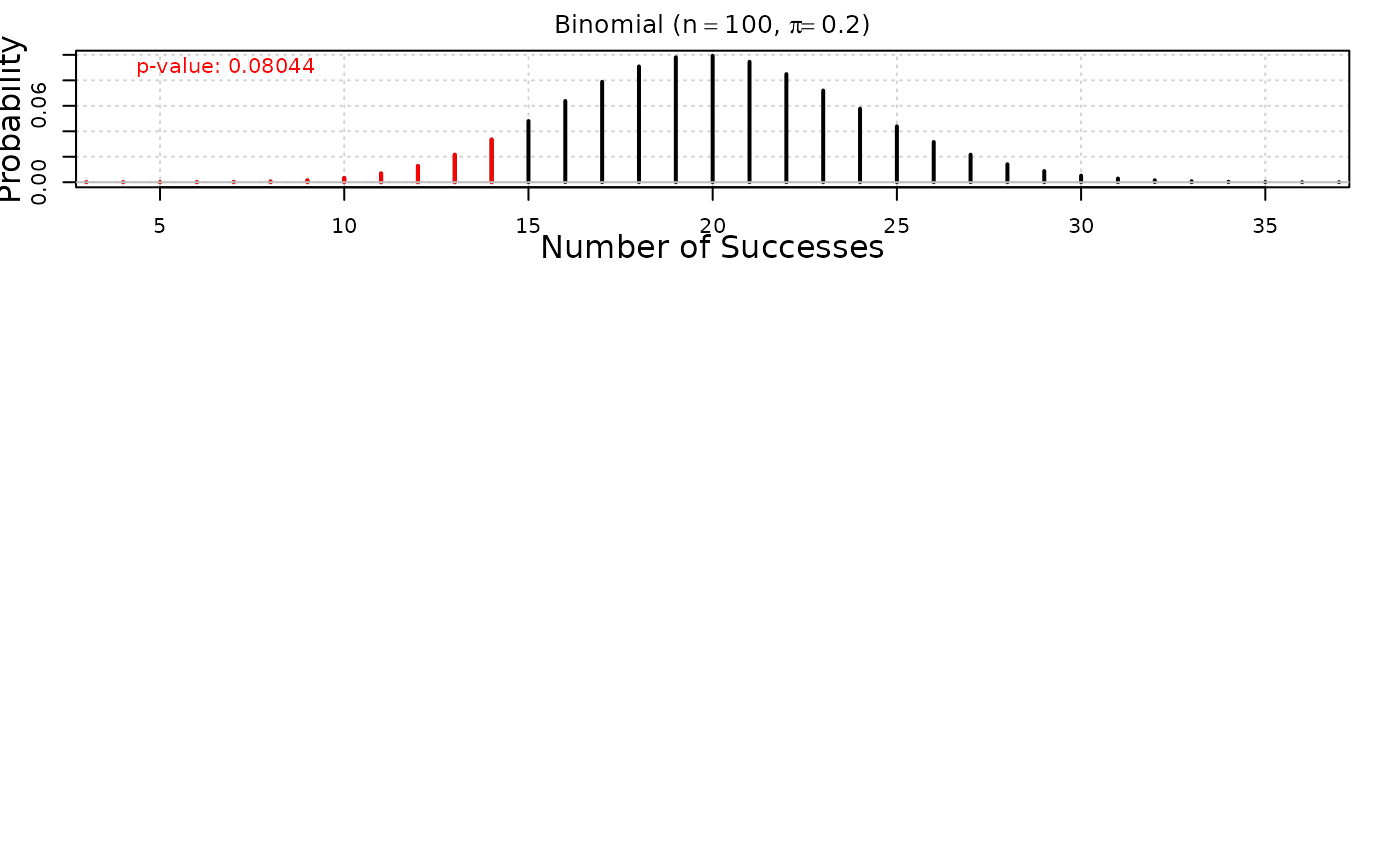 Binomial (n = 100, π= 0.2)
p-value: 0.08044
Probability
0.06
0.00
5 10 15 20 25 30 35
Number of Successes